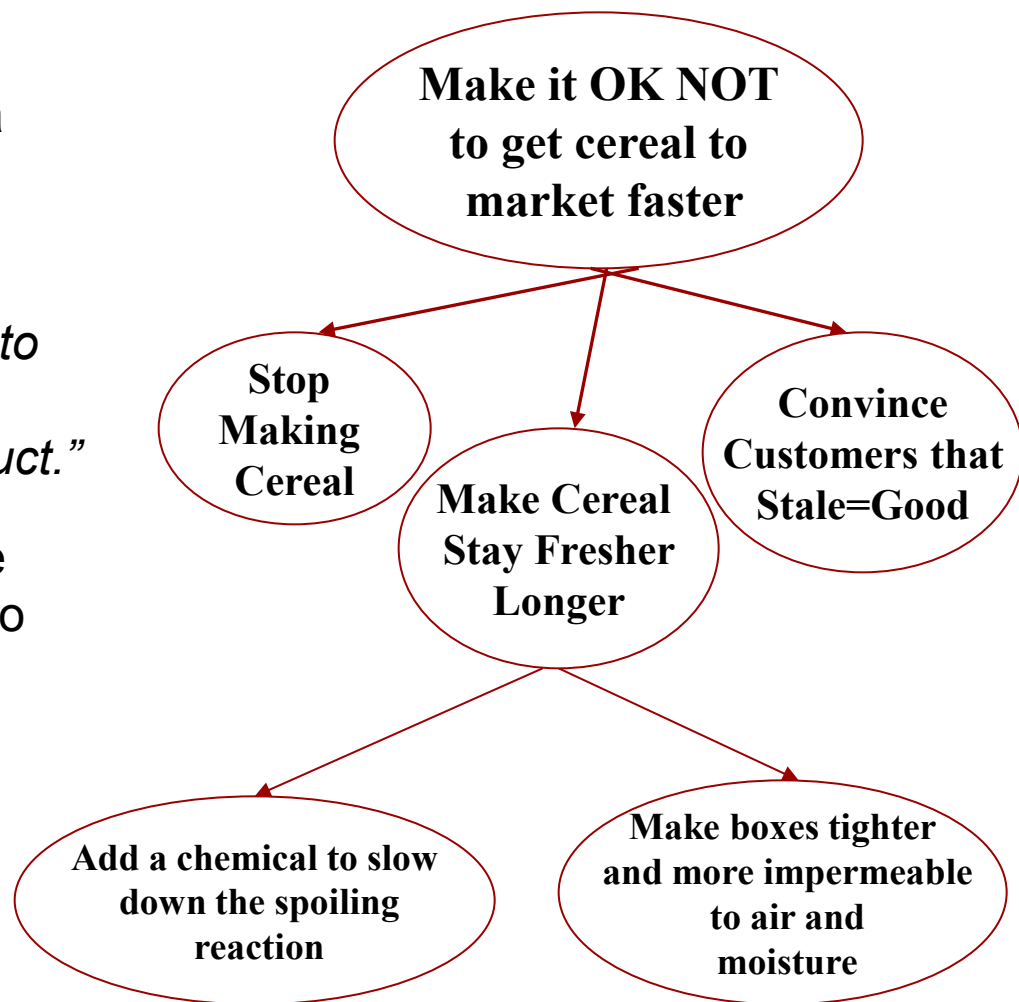 Make it OK NOT
to get cereal to
market faster
to
uct.”
o
Stop
Making
Cereal
Make Cereal
Stay Fresher
Longer
Convince
Customers that
Stale=Good
Add a chemical to slow
down the spoiling
reaction
Make boxes tighter
and more impermeable
to air and
moisture